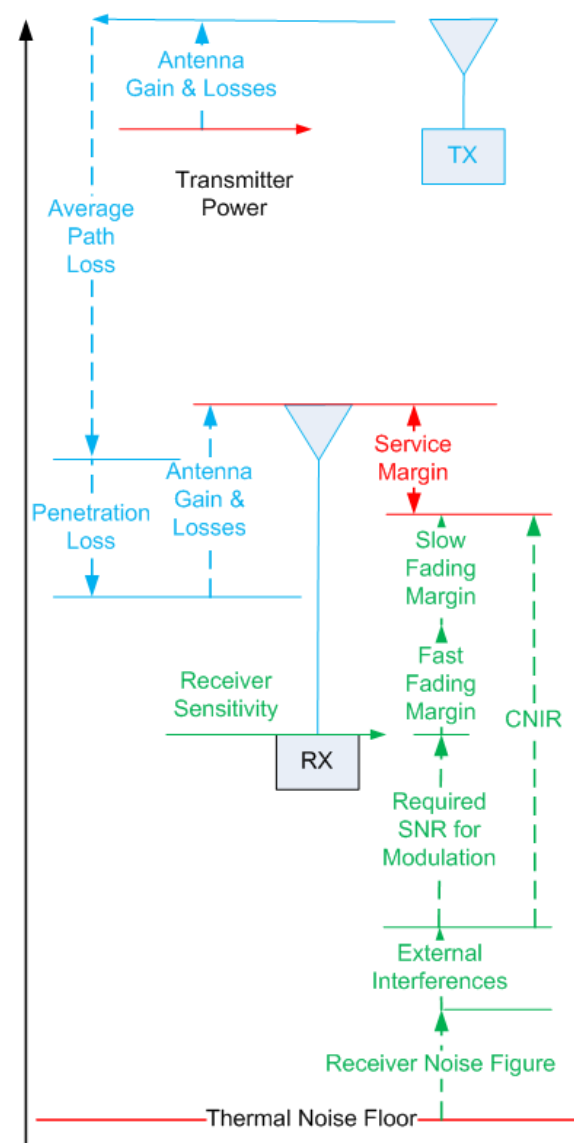 Antenna
Gain & Losses
TX
Transmitter
Power
Average
Path
Loss
Service
Margin
Antenna
Gain &
Losses
Penetration
Loss
Slow
Fading
Margin
Fast
Fading
Margin
Receiver
Sensitivity
CNIR
RX
Required
SNR for
Modulation
External
Interferences
Receiver Noise Figure
Thermal Noise Floor